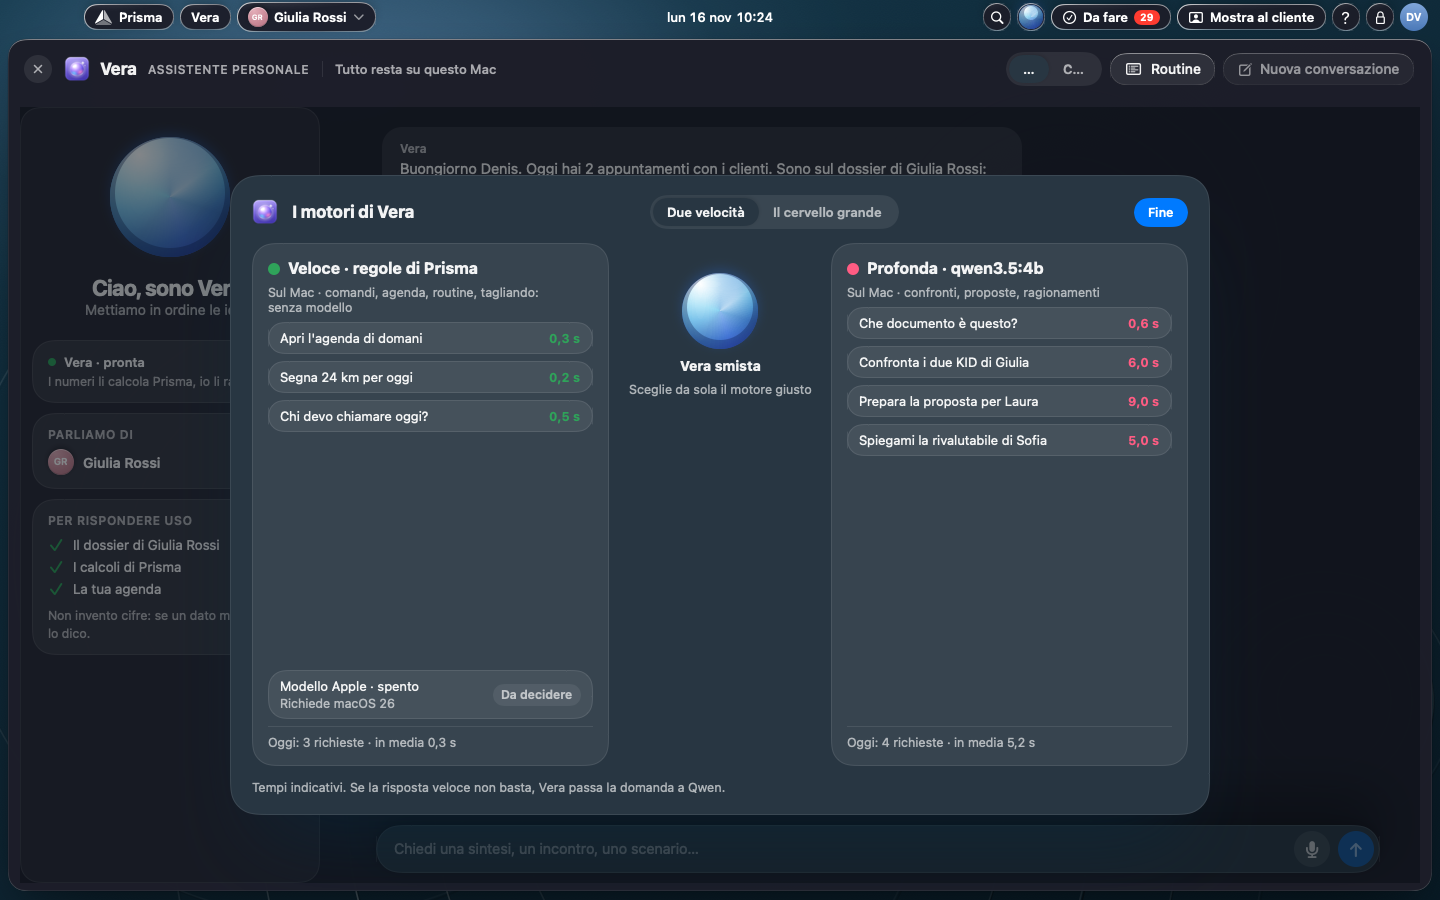 Prisma
Vera
GR Giulia Rossi
lun 16 nov 10:24
Da fare 29
Mostra al cliente
?
DV
Vera ASSISTENTE PERSONALE Tutto resta su questo Mac
... C...
Routine
Nuova conversazione
Vera
Buongiorno Denis. Oggi hai 2 appuntamenti con i clienti. Sono sul dossier di Giulia Rossi:
Ciao, sono Ver
Mettiamo in ordine le i
Vera · pronta
I numeri li calcola Prisma, io li r
PARLIAMO DI
GR Giulia Rossi
PER RISPONDERE USO
Il dossier di Giulia Rossi
I calcoli di Prisma
La tua agenda
Non invento cifre: se un dato m
lo dico.
I motori di Vera
Due velocità
Il cervello grande
Fine
Veloce · regole di Prisma
Sul Mac · comandi, agenda, routine, tagliando:
senza modello
Apri l'agenda di domani 0,3 s
Segna 24 km per oggi 0,2 s
Chi devo chiamare oggi? 0,5 s
Modello Apple · spento
Richiede macOS 26
Da decidere
Oggi: 3 richieste · in media 0,3 s
Vera smista
Sceglie da sola il motore giusto
Profonda · qwen3.5:4b
Sul Mac · confronti, proposte, ragionamenti
Che documento è questo? 0,6 s
Confronta i due KID di Giulia 6,0 s
Prepara la proposta per Laura 9,0 s
Spiegami la rivalutabile di Sofia 5,0 s
Oggi: 4 richieste · in media 5,2 s
Tempi indicativi. Se la risposta veloce non basta, Vera passa la domanda a Qwen.
Chiedi una sintesi, un incontro, uno scenario...